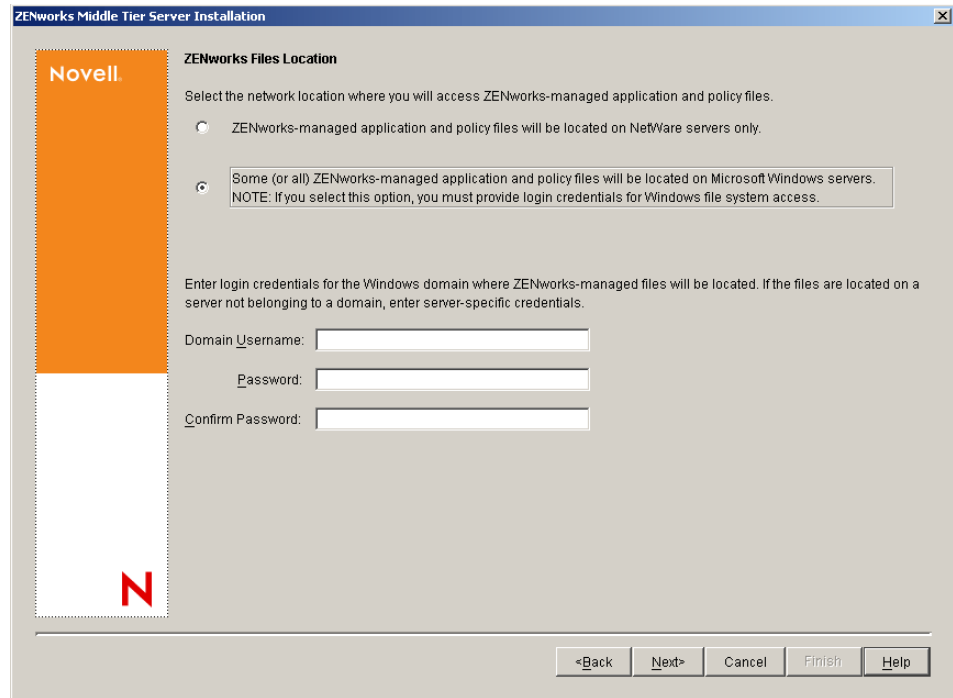 ZENworks Middle Tier Server Installation
Novell.
ZENworks Files Location
Select the network location where you will access ZENworks-managed application and policy files.
ZENworks-managed application and policy files will be located on NetWare servers only.
Some (or all) ZENworks-managed application and policy files will be located on Microsoft Windows servers.
NOTE: If you select this option, you must provide login credentials for Windows file system access.
Enter login credentials for the Windows domain where ZENworks-managed files will be located. If the files are located on a
server not belonging to a domain, enter server-specific credentials.
Domain Username:
Password:
Confirm Password:
N
<Back Next> Cancel Finish Help